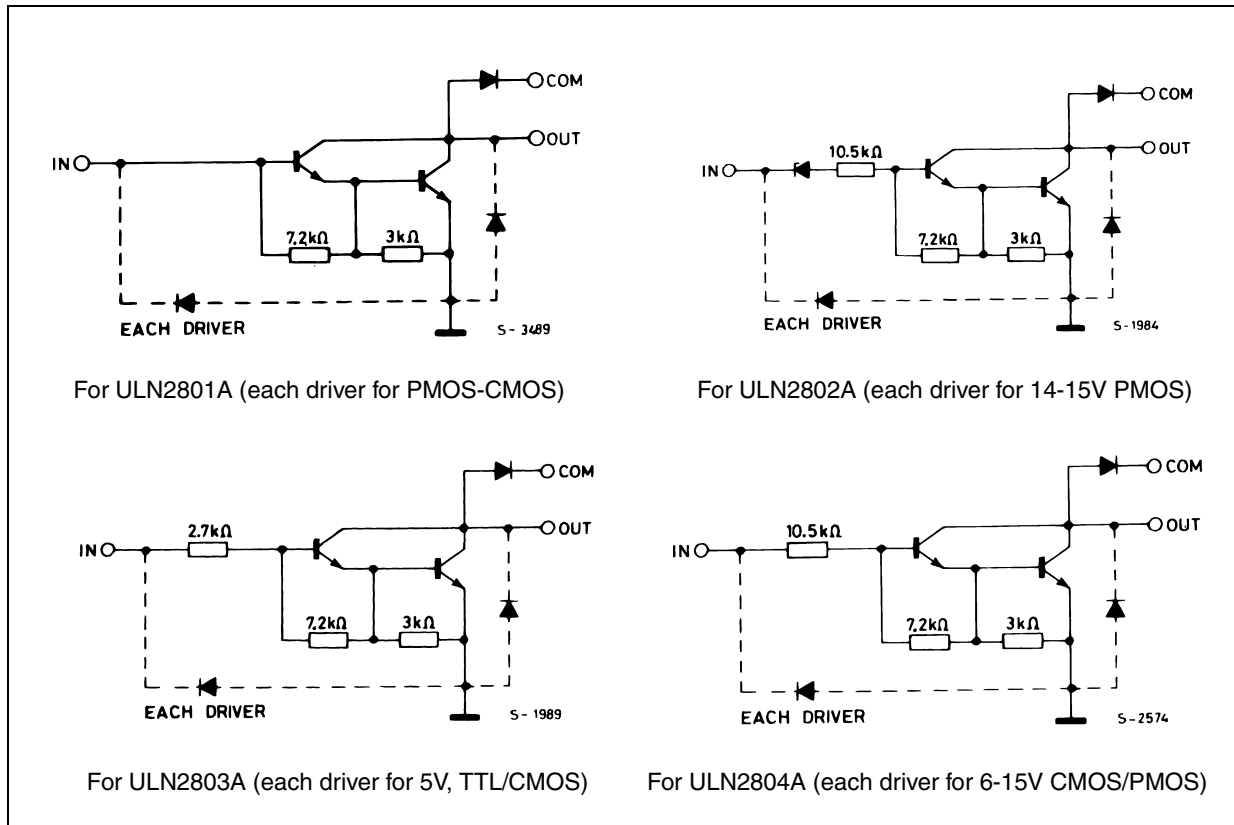 COM
OUT
IN
7.2kΩ 3kΩ
EACH DRIVER
S-3489
For ULN2801A (each driver for PMOS-CMOS)
COM
OUT
IN
10.5kΩ
7.2kΩ 3kΩ
EACH DRIVER
S-1984
For ULN2802A (each driver for 14-15V PMOS)
COM
OUT
IN
2.7kΩ
7.2kΩ 3kΩ
EACH DRIVER
S-1989
For ULN2803A (each driver for 5V, TTL/CMOS)
COM
OUT
IN
10.5kΩ
7.2kΩ 3kΩ
EACH DRIVER
S-2574
For ULN2804A (each driver for 6-15V CMOS/PMOS)